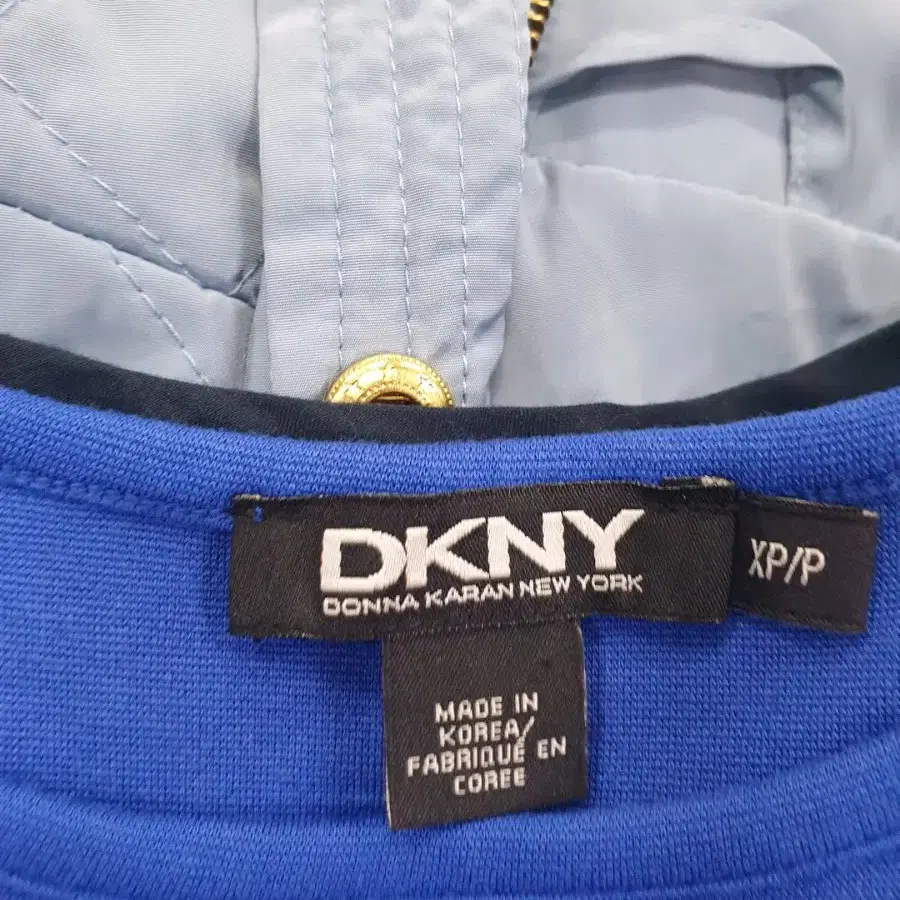 DKNY
DONNA KARAN NEW YORK
XP/P
MADE IN
KOREA/
FABRIQUÉ EN
COREE